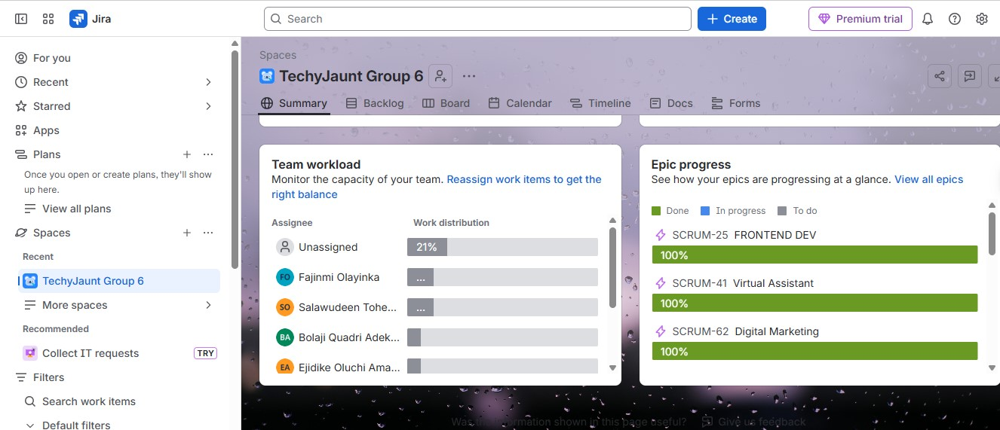 Jira
Search
Create
Premium trial
For you
Recent
Starred
Apps
Plans
Once you open or create plans, they'll show
up here.
View all plans
Spaces
Recent
TechyJaunt Group 6
More spaces
Recommended
Collect IT requests
TRY
Filters
Search work items
Default filters
Spaces
TechyJaunt Group 6
Summary
Backlog
Board
Calendar
Timeline
Docs
Forms
Team workload
Monitor the capacity of your team. Reassign work items to get the
right balance
Assignee
Work distribution
Unassigned
21%
FO
Fajinmi Olayinka
...
SO
Salawudeen Tohe...
...
BA
Bolaji Quadri Adek...
EA
Ejidike Oluchi Ama...
Epic progress
See how your epics are progressing at a glance. View all epics
Done
In progress
To do
SCRUM-25 FRONTEND DEV
100%
SCRUM-41 Virtual Assistant
100%
SCRUM-62 Digital Marketing
100%
Was the information shown in this page useful?
Give us feedback